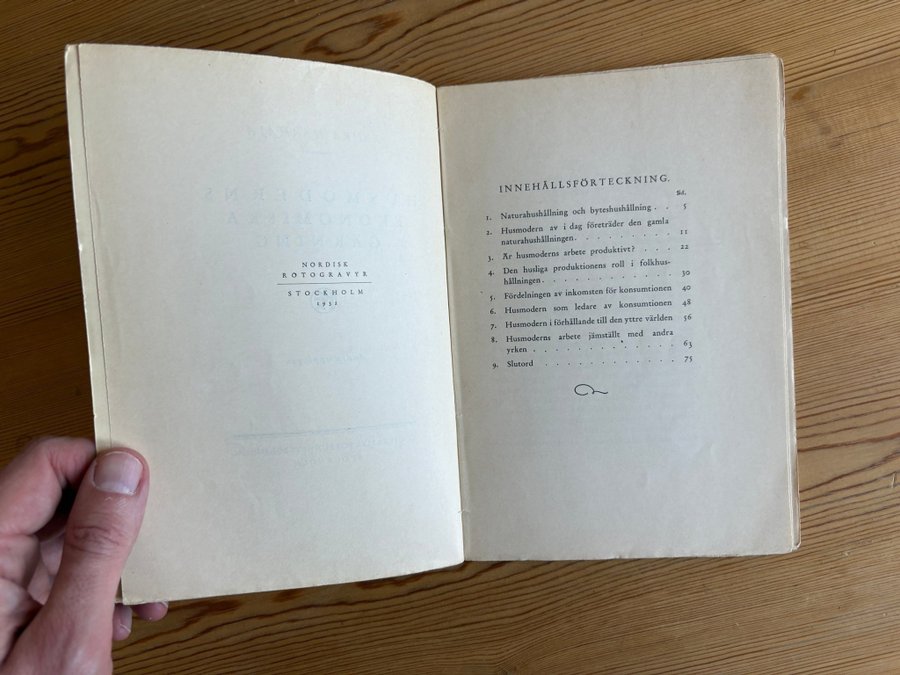 NORDISK
ROTOGRAVYR
STOCKHOLM
1931
INNEHÅLLSFÖRTECKNING.
Sid.
1. Naturahushållning och byteshushållning . . 5
2. Husmodern av i dag företräder den gamla
naturahushållningen. . . . . . . . . 11
3. Är husmoderns arbete produktivt? . . . 22
4. Den husliga produktionens roll i folkhus-
hållningen. . . . . . . . . . . . 30
5. Fördelningen av inkomsten för konsumtionen 40
6. Husmodern som ledare av konsumtionen 48
7. Husmodern i förhållande till den yttre världen 56
8. Husmoderns arbete jämställt med andra
yrken . . . . . . . . . . . . . 63
9. Slutord . . . . . . . . . . . . 75